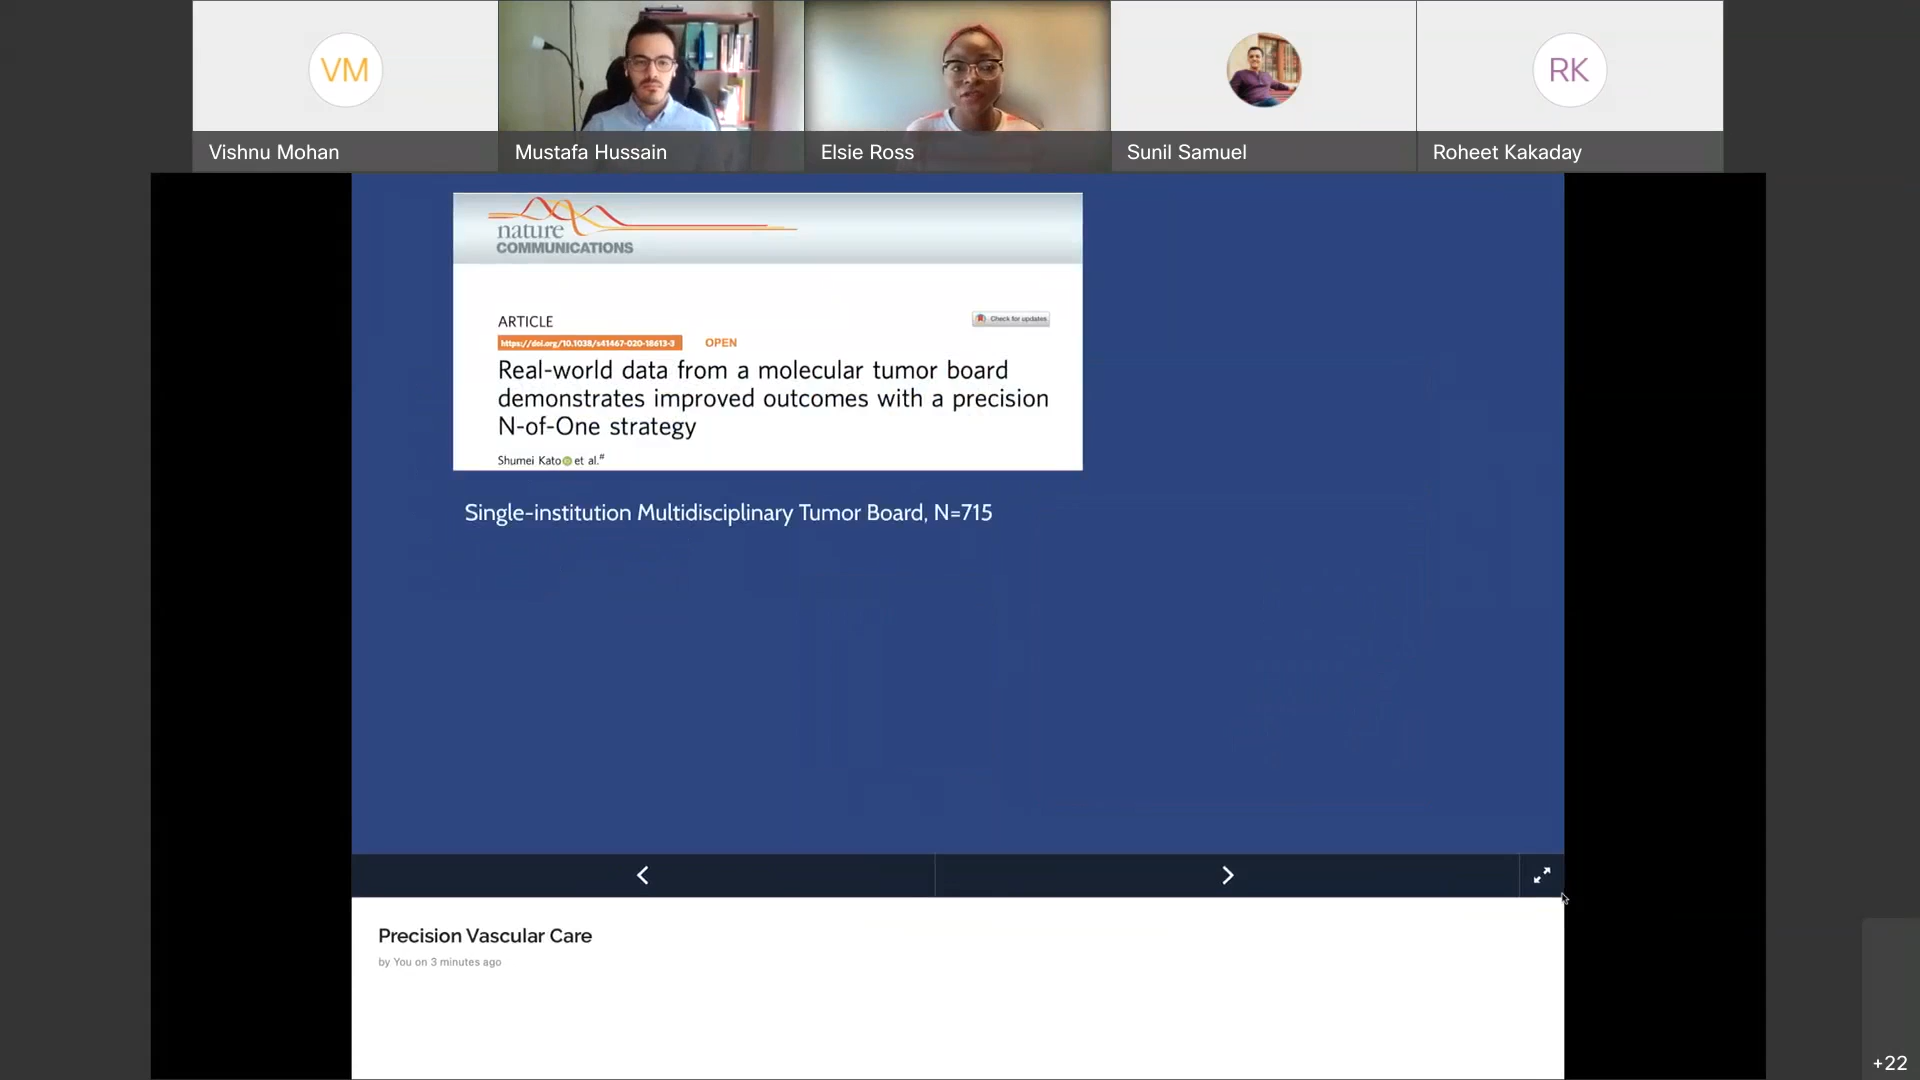 VM
RK
Vishnu Mohan
Mustafa Hussain
Elsie Ross
Sunil Samuel
Roheet Kakaday
nature
COMMUNICATIONS
ARTICLE
Check for updates
https://doi.org/10.1038/s41467-020-18613-3
OPEN
Real-world data from a molecular tumor board
demonstrates improved outcomes with a precision
N-of-One strategy
Shumei Kato et al.#
Single-institution Multidisciplinary Tumor Board, N=715
Precision Vascular Care
by You on 3 minutes ago
+22